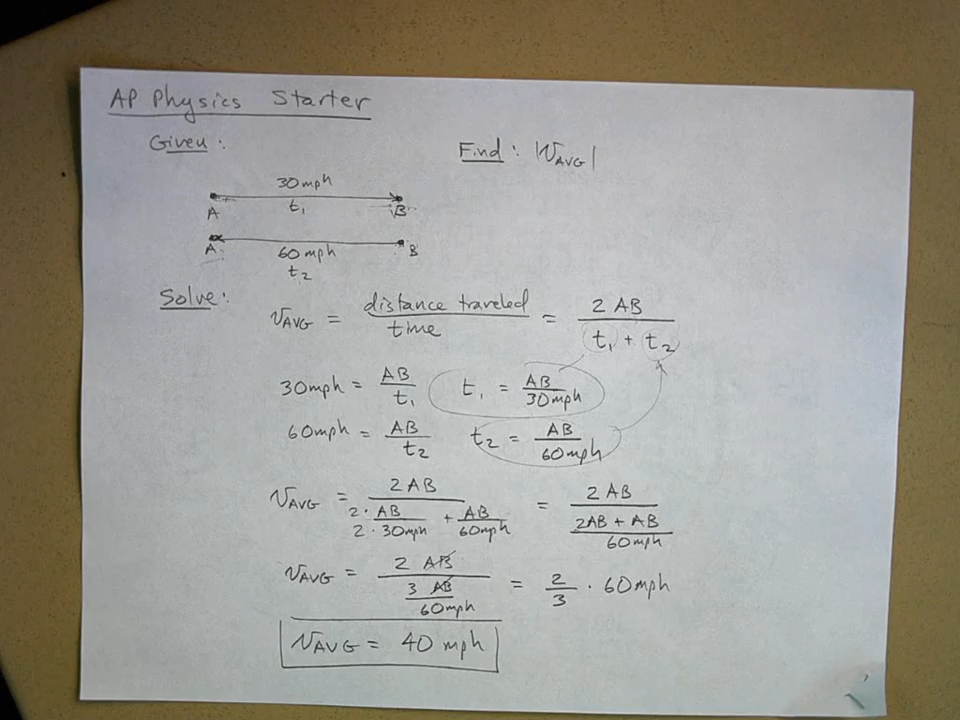 AP Physics Starter
Given:
Find: |VAVG|
30mph
A t₁ B
A 60 mph B
t₂
Solve:
VAVG = distance traveled / time = 2 AB / t₁ + t₂
30mph = AB / t₁ t₁ = AB / 30mph
60mph = AB / t₂ t₂ = AB / 60mph
VAVG = 2 AB / 2 · AB / 2 · 30mph + AB / 60mph = 2 AB / 2AB + AB / 60mph
VAVG = 2 AB / 3 AB / 60mph = 2 / 3 · 60mph
VAVG = 40 mph